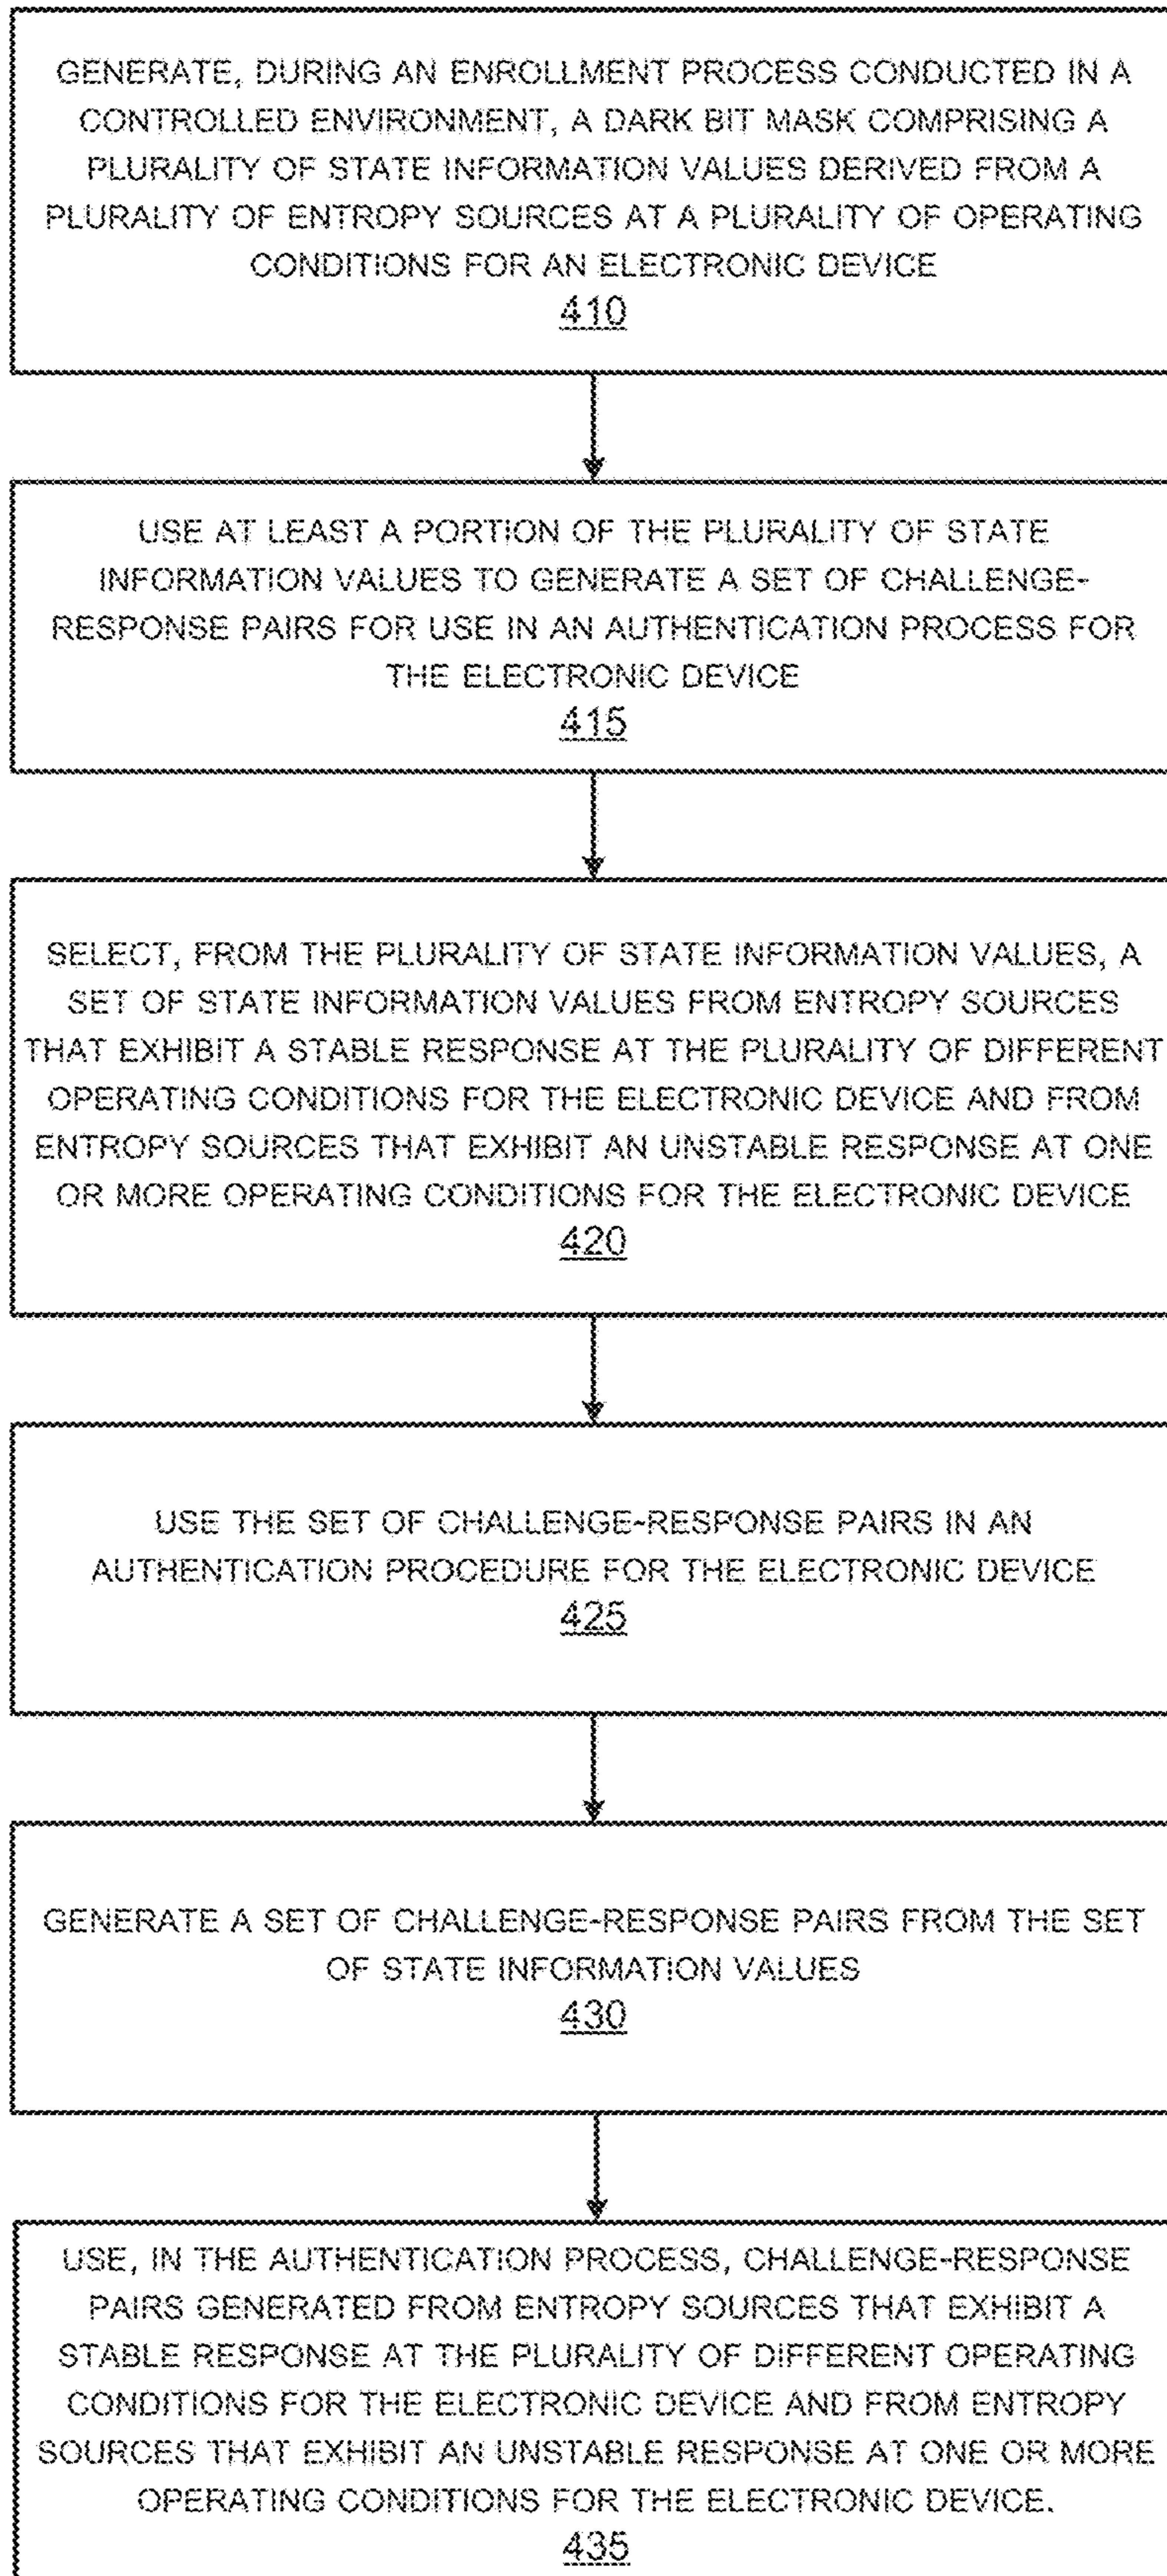 GENERATE, DURING AN ENROLLMENT PROCESS CONDUCTED IN A
CONTROLLED ENVIRONMENT, A DARK BIT MASK COMPRISING A
PLURALITY OF STATE INFORMATION VALUES DERIVED FROM A
PLURALITY OF ENTROPY SOURCES AT A PLURALITY OF OPERATING
CONDITIONS FOR AN ELECTRONIC DEVICE
410
USE AT LEAST A PORTION OF THE PLURALITY OF STATE
INFORMATION VALUES TO GENERATE A SET OF CHALLENGE-
RESPONSE PAIRS FOR USE IN AN AUTHENTICATION PROCESS FOR
THE ELECTRONIC DEVICE
415
SELECT, FROM THE PLURALITY OF STATE INFORMATION VALUES, A
SET OF STATE INFORMATION VALUES FROM ENTROPY SOURCES
THAT EXHIBIT A STABLE RESPONSE AT THE PLURALITY OF DIFFERENT
OPERATING CONDITIONS FOR THE ELECTRONIC DEVICE AND FROM
ENTROPY SOURCES THAT EXHIBIT AN UNSTABLE RESPONSE AT ONE
OR MORE OPERATING CONDITIONS FOR THE ELECTRONIC DEVICE
420
USE THE SET OF CHALLENGE-RESPONSE PAIRS IN AN
AUTHENTICATION PROCEDURE FOR THE ELECTRONIC DEVICE
425
GENERATE A SET OF CHALLENGE-RESPONSE PAIRS FROM THE SET
OF STATE INFORMATION VALUES
430
USE, IN THE AUTHENTICATION PROCESS, CHALLENGE-RESPONSE
PAIRS GENERATED FROM ENTROPY SOURCES THAT EXHIBIT A
STABLE RESPONSE AT THE PLURALITY OF DIFFERENT OPERATING
CONDITIONS FOR THE ELECTRONIC DEVICE AND FROM ENTROPY
SOURCES THAT EXHIBIT AN UNSTABLE RESPONSE AT ONE OR MORE
OPERATING CONDITIONS FOR THE ELECTRONIC DEVICE.
435